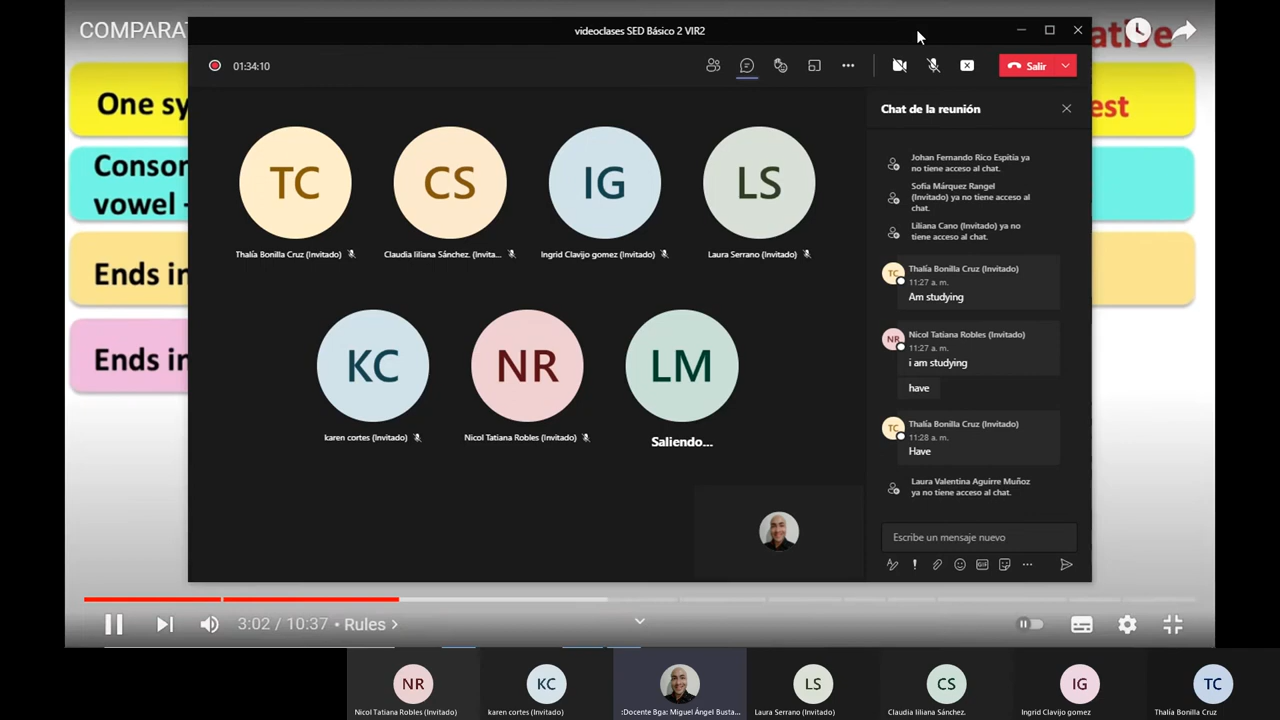 COMPARAT
ative
One sy
est
Conson
vowel -
Ends in
Ends in
videoclases SED Básico 2 VIR2
01:34:10
Salir
Chat de la reunión
TC
Thalía Bonilla Cruz (Invitado)
CS
Claudia liliana Sánchez. (Invita...
IG
Ingrid Clavijo gomez (Invitado)
LS
Laura Serrano (Invitado)
KC
karen cortes (Invitado)
NR
Nicol Tatiana Robles (Invitado)
LM
Saliendo...
Johan Fernando Rico Espitia ya
no tiene acceso al chat.
Sofia Márquez Rangel
(Invitado) ya no tiene acceso al
chat.
Liliana Cano (Invitado) ya no
tiene acceso al chat.
TC
Thalía Bonilla Cruz (Invitado)
11:27 a. m.
Am studying
NR
Nicol Tatiana Robles (Invitado)
11:27 a. m.
i am studying
have
TC
Thalía Bonilla Cruz (Invitado)
11:28 a. m.
Have
Laura Valentina Aguirre Muñoz
ya no tiene acceso al chat.
Escribe un mensaje nuevo
GIF
3:02 / 10:37 • Rules >
NR
Nicol Tatiana Robles (Invitado)
KC
karen cortes (Invitado)
:Docente Bga: Miguel Ángel Busta...
LS
Laura Serrano (Invitado)
CS
Claudia liliana Sánchez.
IG
Ingrid Clavijo gomez
TC
Thalía Bonilla Cruz